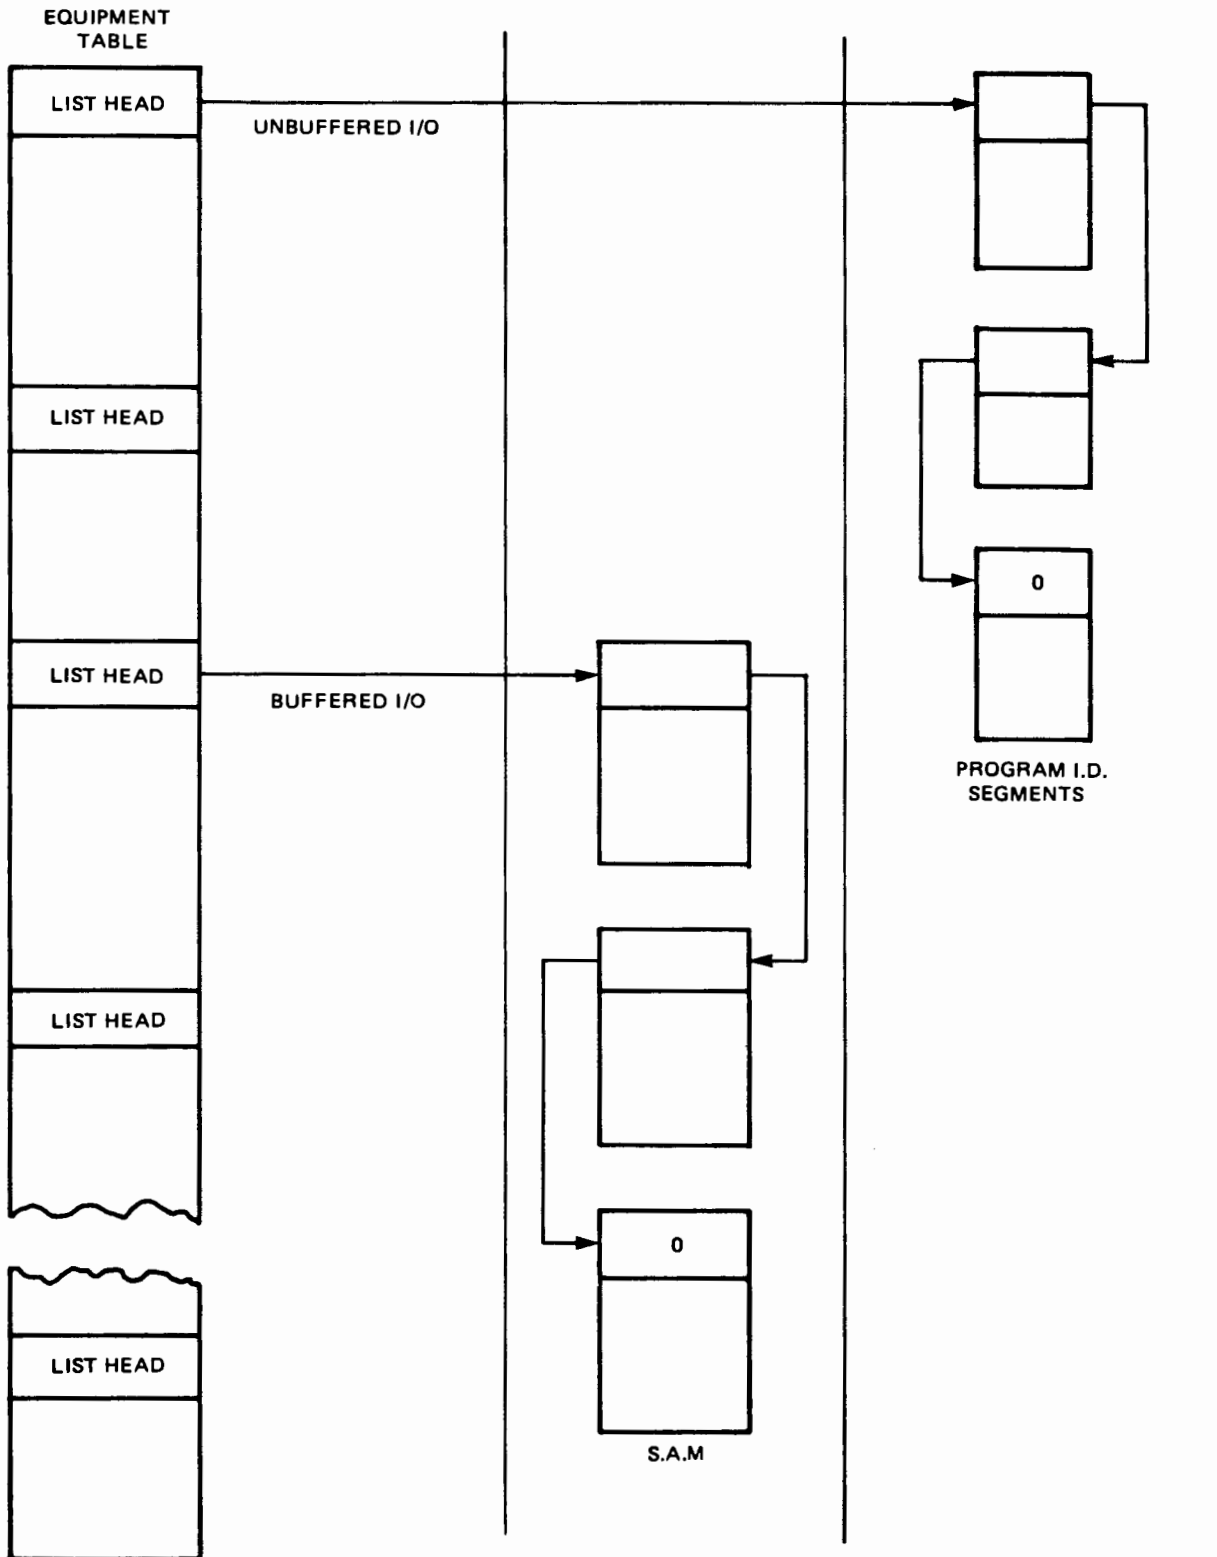 EQUIPMENT
TABLE
LIST HEAD
UNBUFFERED I/O
LIST HEAD
0
LIST HEAD
BUFFERED I/O
PROGRAM I.D.
SEGMENTS
LIST HEAD
0
LIST HEAD
S.A.M